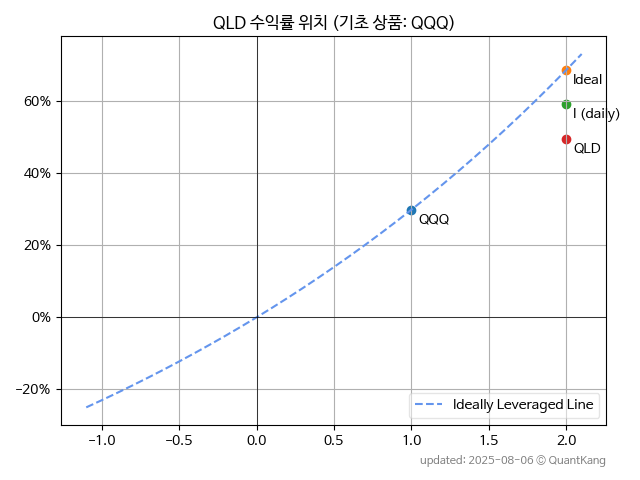 QLD 수익률 위치 (기초 상품: QQQ)
60%
40%
20%
0%
−20%
Ideal
I (daily)
QLD
QQQ
Ideally Leveraged Line
−1.0 −0.5 0.0 0.5 1.0 1.5 2.0
updated: 2025-08-06 © QuantKang